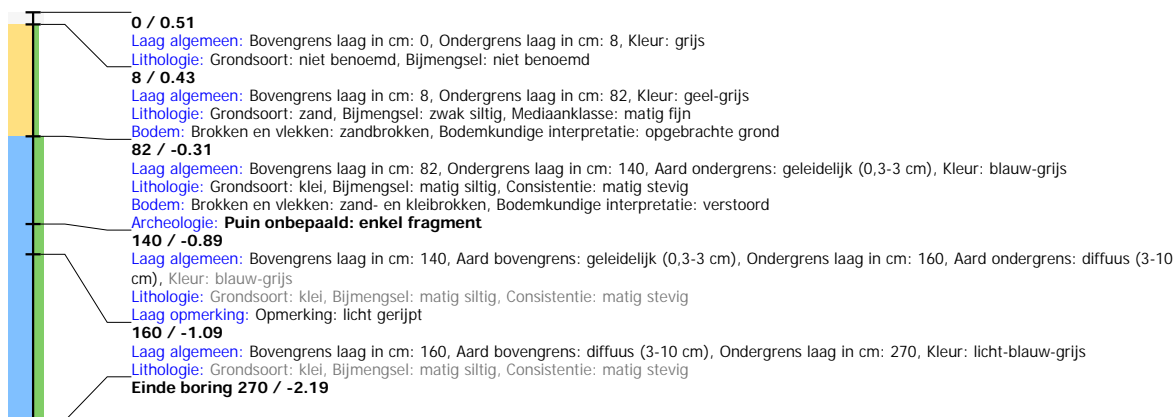 0 / 0.51
Laag algemeen: Bovengrens laag in cm: 0, Ondergrens laag in cm: 8, Kleur: grijs
Lithologie: Grondsoort: niet benoemd, Bijmengsel: niet benoemd
8 / 0.43
Laag algemeen: Bovengrens laag in cm: 8, Ondergrens laag in cm: 82, Kleur: geel-grijs
Lithologie: Grondsoort: zand, Bijmengsel: zwak siltig, Mediaanklasse: matig fijn
Bodem: Brokken en vlekken: zandbrokken, Bodemkundige interpretatie: opgebrachte grond
82 / -0.31
Laag algemeen: Bovengrens laag in cm: 82, Ondergrens laag in cm: 140, Aard ondergrens: geleidelijk (0,3-3 cm), Kleur: blauw-grijs
Lithologie: Grondsoort: klei, Bijmengsel: matig siltig, Consistentie: matig stevig
Bodem: Brokken en vlekken: zand- en kleibrokken, Bodemkundige interpretatie: verstoord
Archeologie: Puin onbepaald: enkel fragment
140 / -0.89
Laag algemeen: Bovengrens laag in cm: 140, Aard bovengrens: geleidelijk (0,3-3 cm), Ondergrens laag in cm: 160, Aard ondergrens: diffuus (3-10
cm), Kleur: blauw-grijs
Lithologie: Grondsoort: klei, Bijmengsel: matig siltig, Consistentie: matig stevig
Laag opmerking: Opmerking: licht gerijpt
160 / -1.09
Laag algemeen: Bovengrens laag in cm: 160, Aard bovengrens: diffuus (3-10 cm), Ondergrens laag in cm: 270, Kleur: licht-blauw-grijs
Lithologie: Grondsoort: klei, Bijmengsel: matig siltig, Consistentie: matig stevig
Einde boring 270 / -2.19